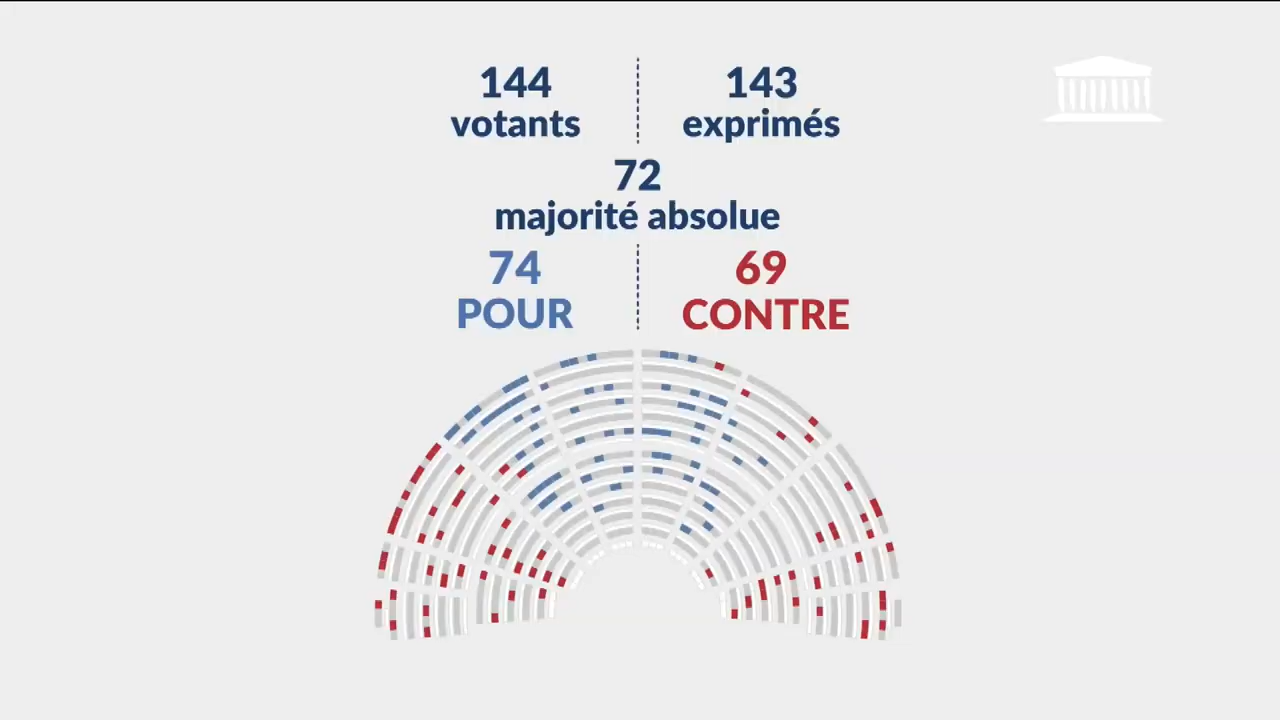 144
votants
143
exprimés
72
majorité absolue
74
POUR
69
CONTRE